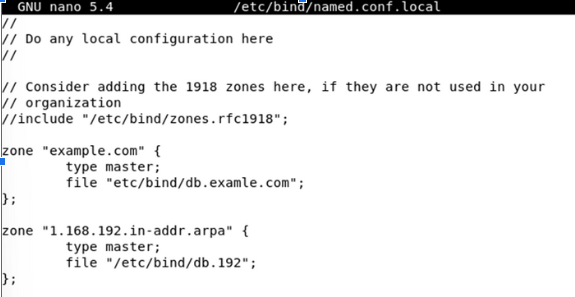 GNU nano 5.4 /etc/bind/named.conf.local
//
// Do any local configuration here
//
// Consider adding the 1918 zones here, if they are not used in your
// organization
//include "/etc/bind/zones.rfc1918";
zone "example.com" {
type master;
file "etc/bind/db.examle.com";
};
zone "1.168.192.in-addr.arpa" {
type master;
file "/etc/bind/db.192";
};